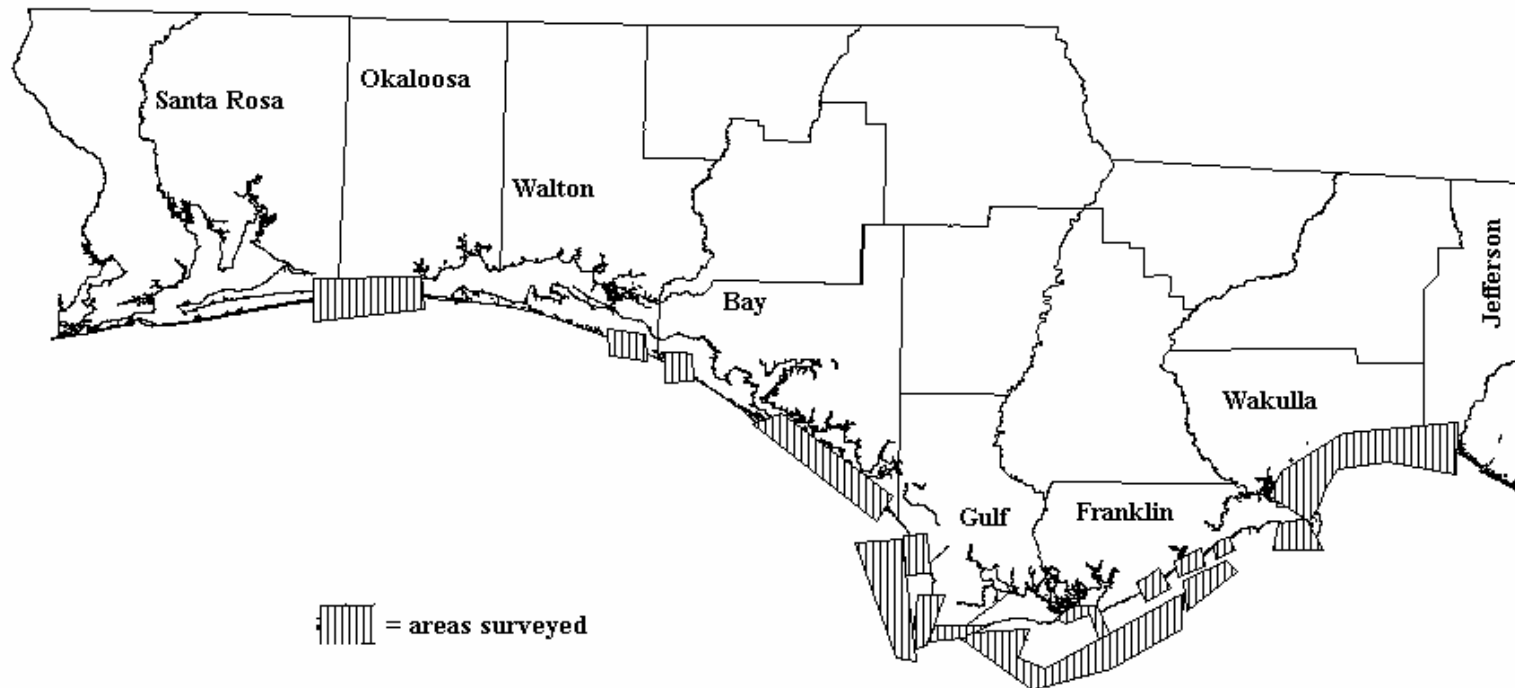 Santa Rosa
Okaloosa
Walton
Bay
Gulf
Franklin
Wakulla
Jefferson
= areas surveyed